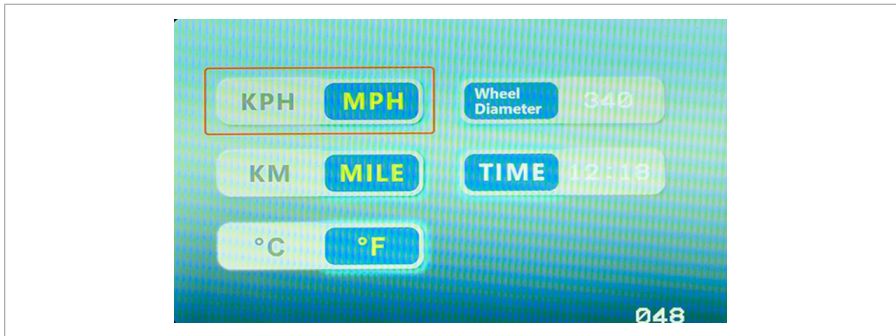 KPH MPH
Wheel
Diameter 340
KM MILE
TIME 12:18
°C °F
048